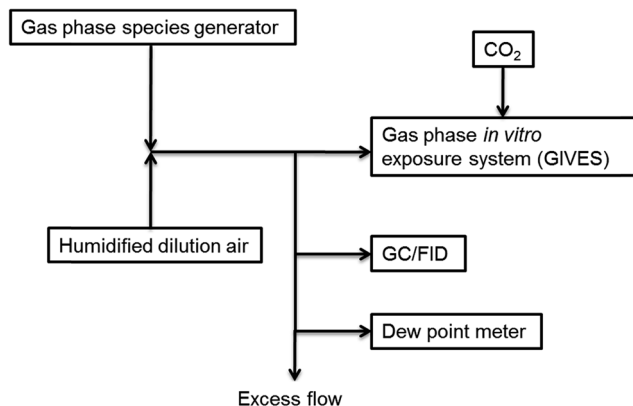 Gas phase species generator
CO₂
Gas phase in vitro
exposure system (GIVES)
Humidified dilution air
GC/FID
Dew point meter
Excess flow